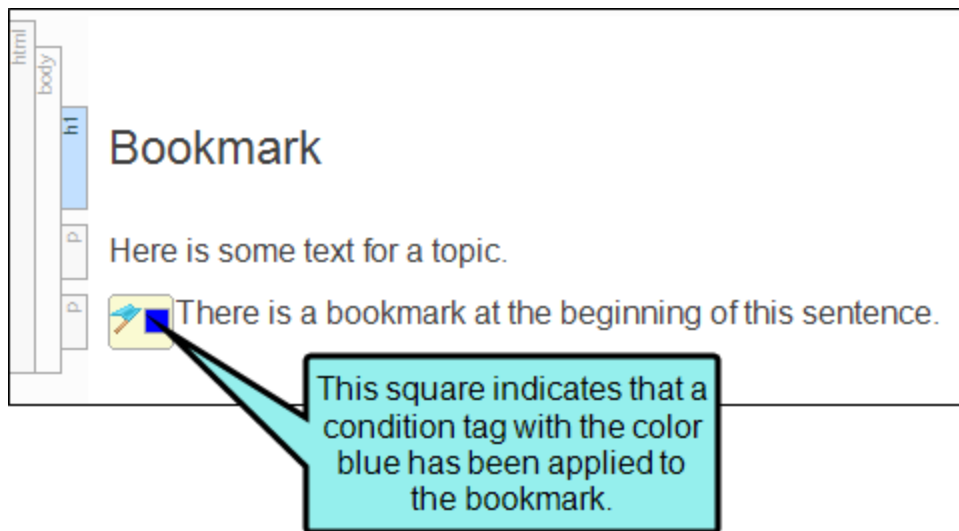 html
body
h1
Bookmark
p
Here is some text for a topic.
p
There is a bookmark at the beginning of this sentence.
This square indicates that a
condition tag with the color
blue has been applied to
the bookmark.